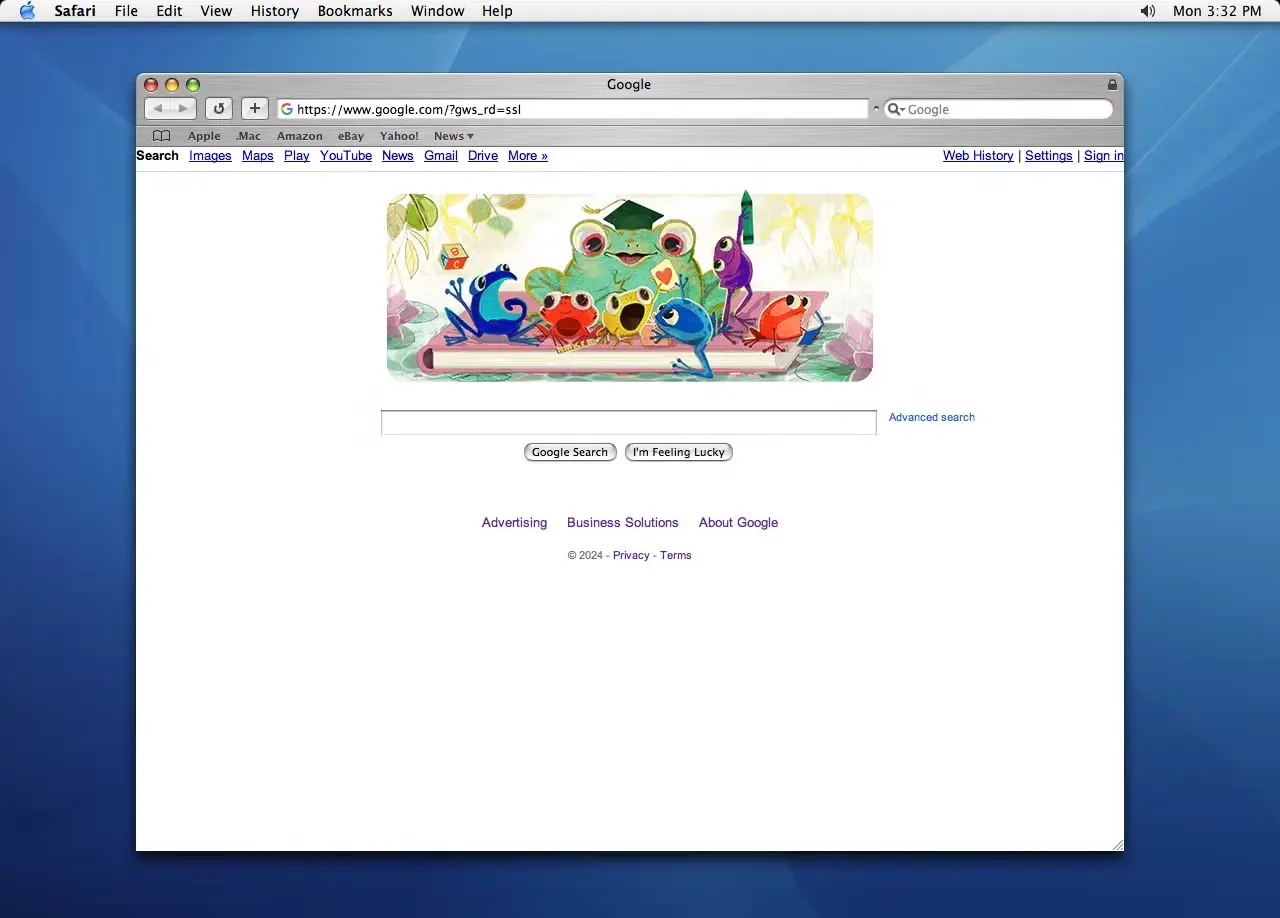 Safari File Edit View History Bookmarks Window Help Mon 3:32 PM
Google
https://www.google.com/?gws_rd=ssl Google
Apple .Mac Amazon eBay Yahoo! News
Search Images Maps Play YouTube News Gmail Drive More » Web History | Settings | Sign in
A B C
Advanced search
Google Search I'm Feeling Lucky
Advertising Business Solutions About Google
© 2024 - Privacy - Terms